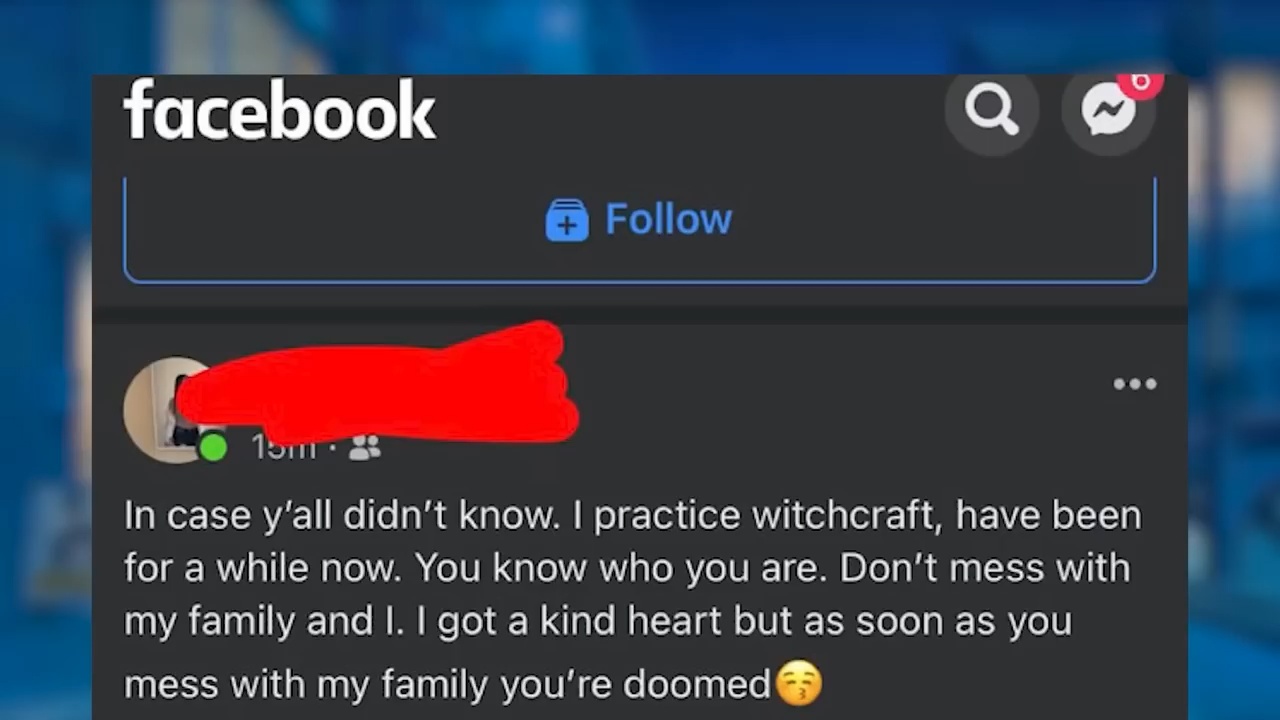 facebook
6
Follow
15m
In case y’all didn’t know. I practice witchcraft, have been
for a while now. You know who you are. Don’t mess with
my family and I. I got a kind heart but as soon as you
mess with my family you’re doomed😚